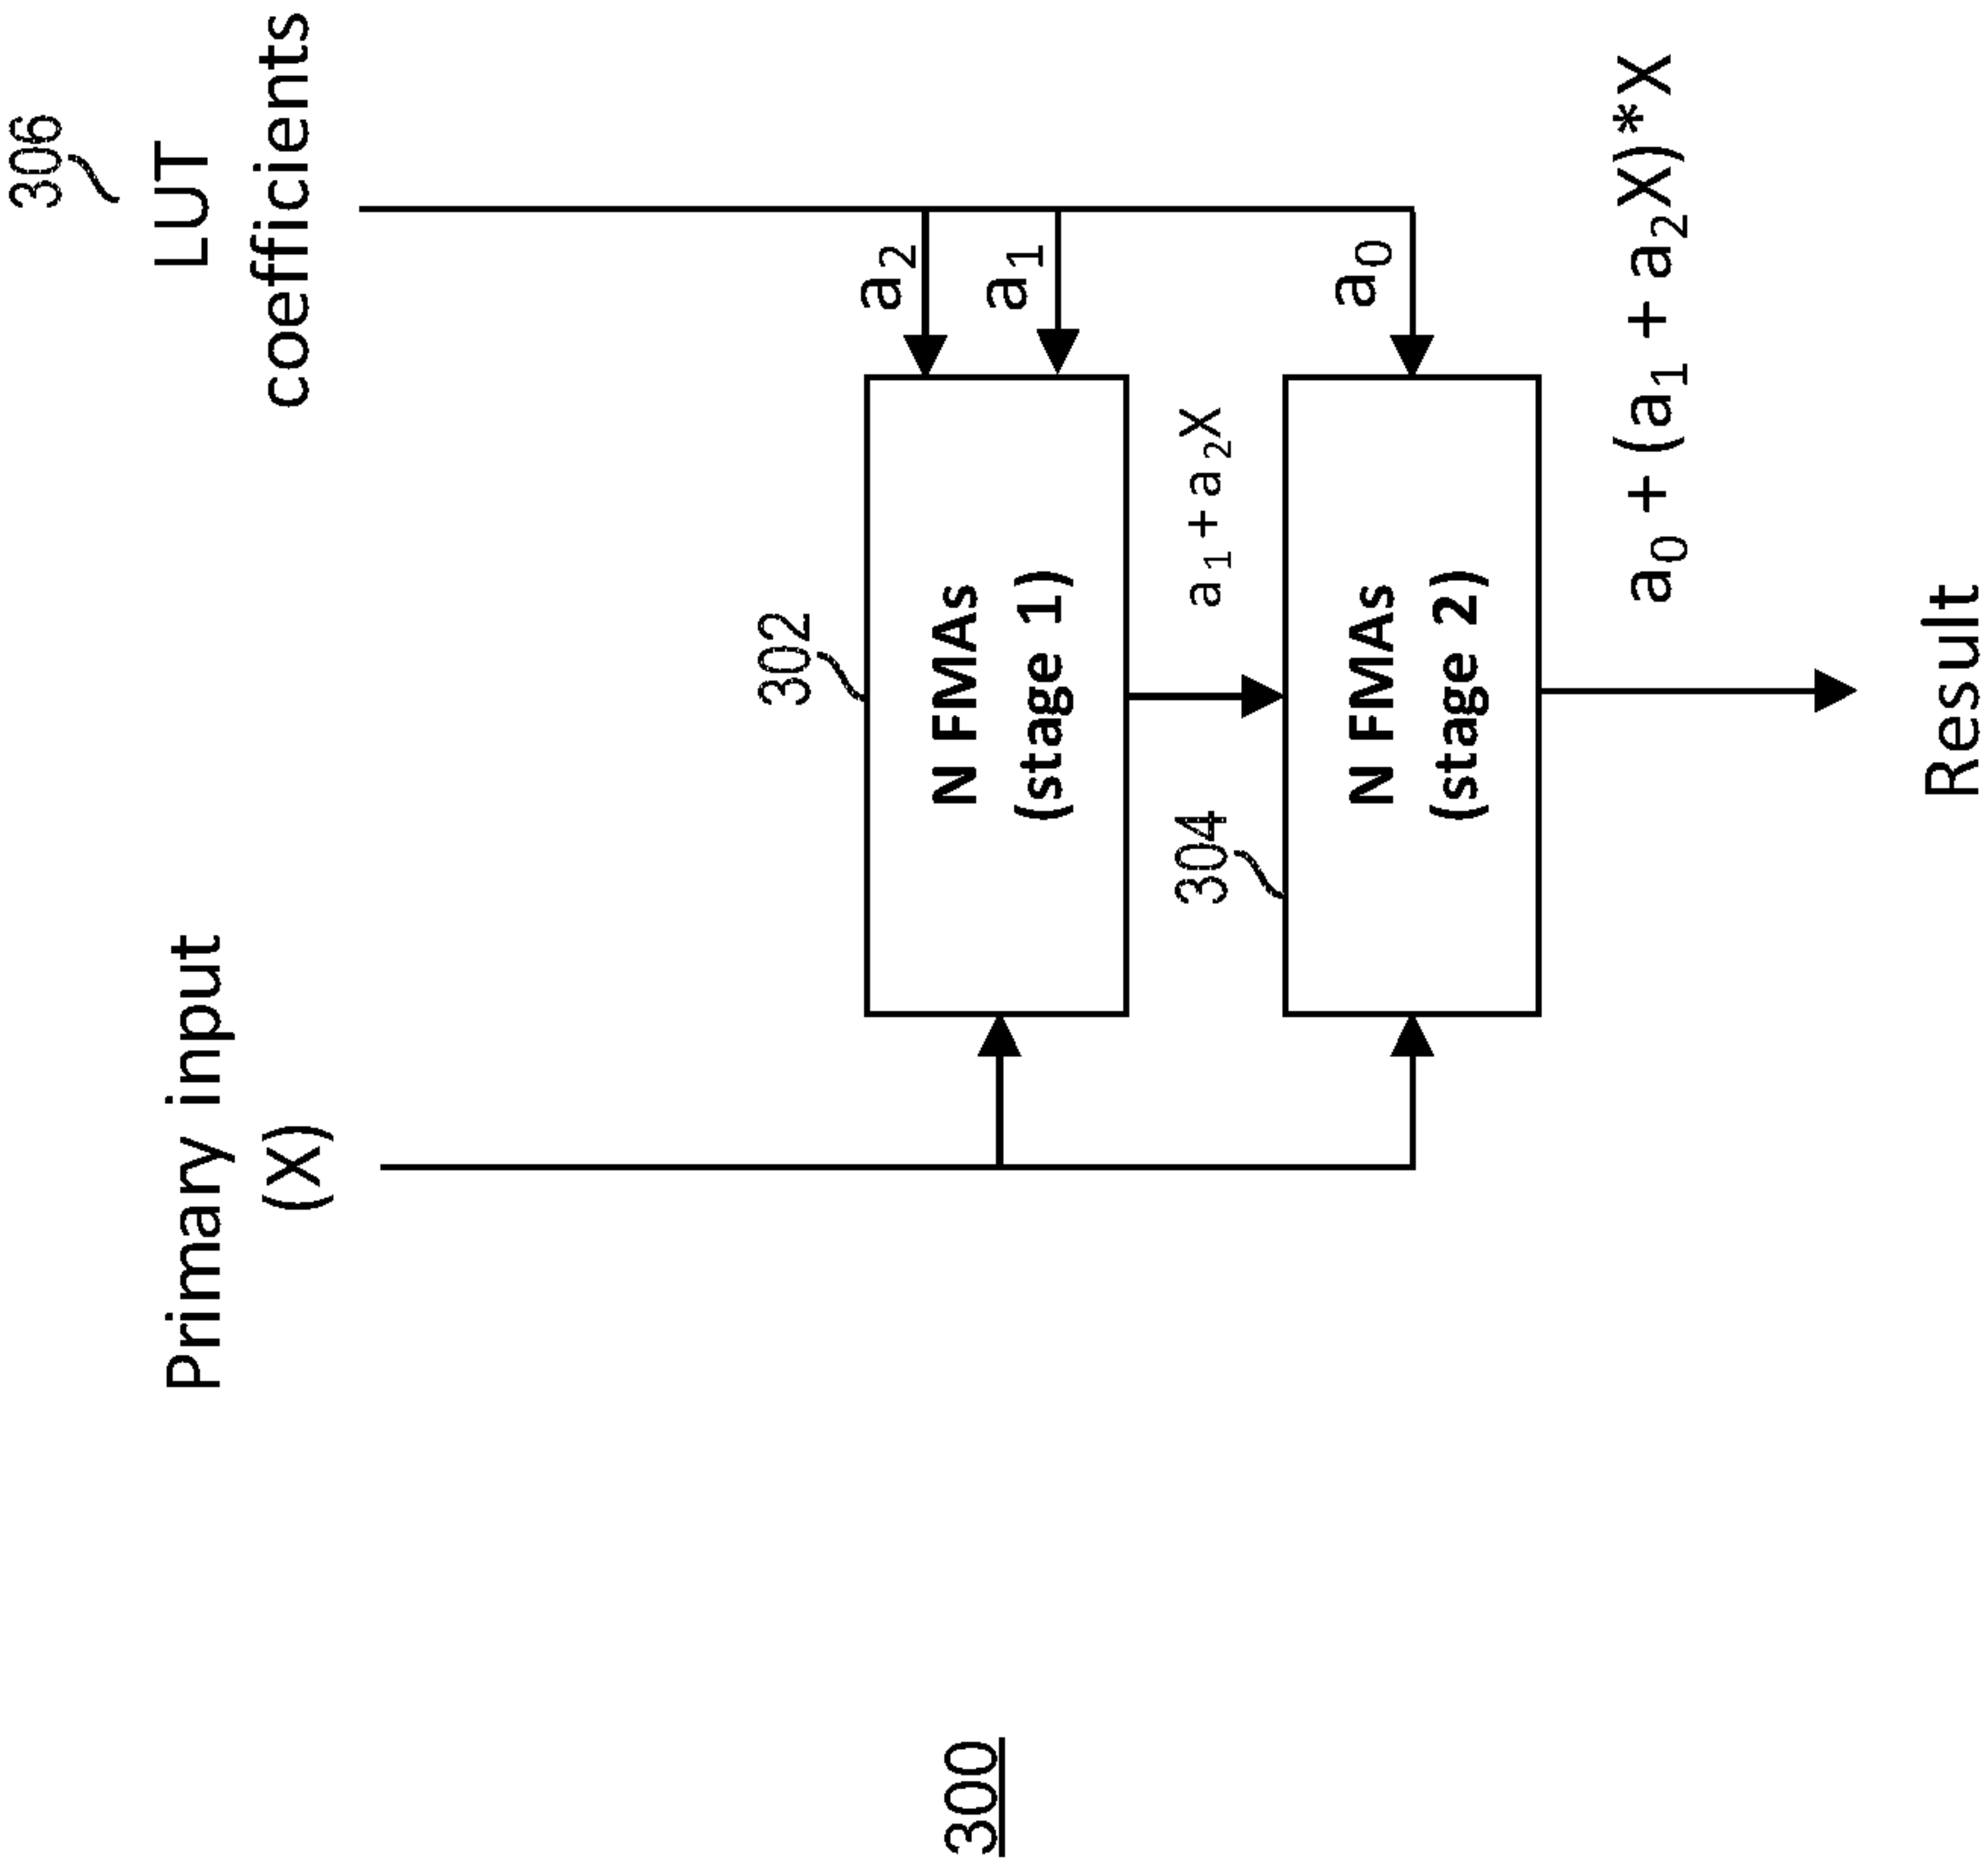 300
Primary input
(X)
306
LUT
coefficients
302
N FMAs
(stage 1)
a2
a1
a1 + a2X
304
N FMAs
(stage 2)
a0
a0 + (a1 + a2X)*X
Result